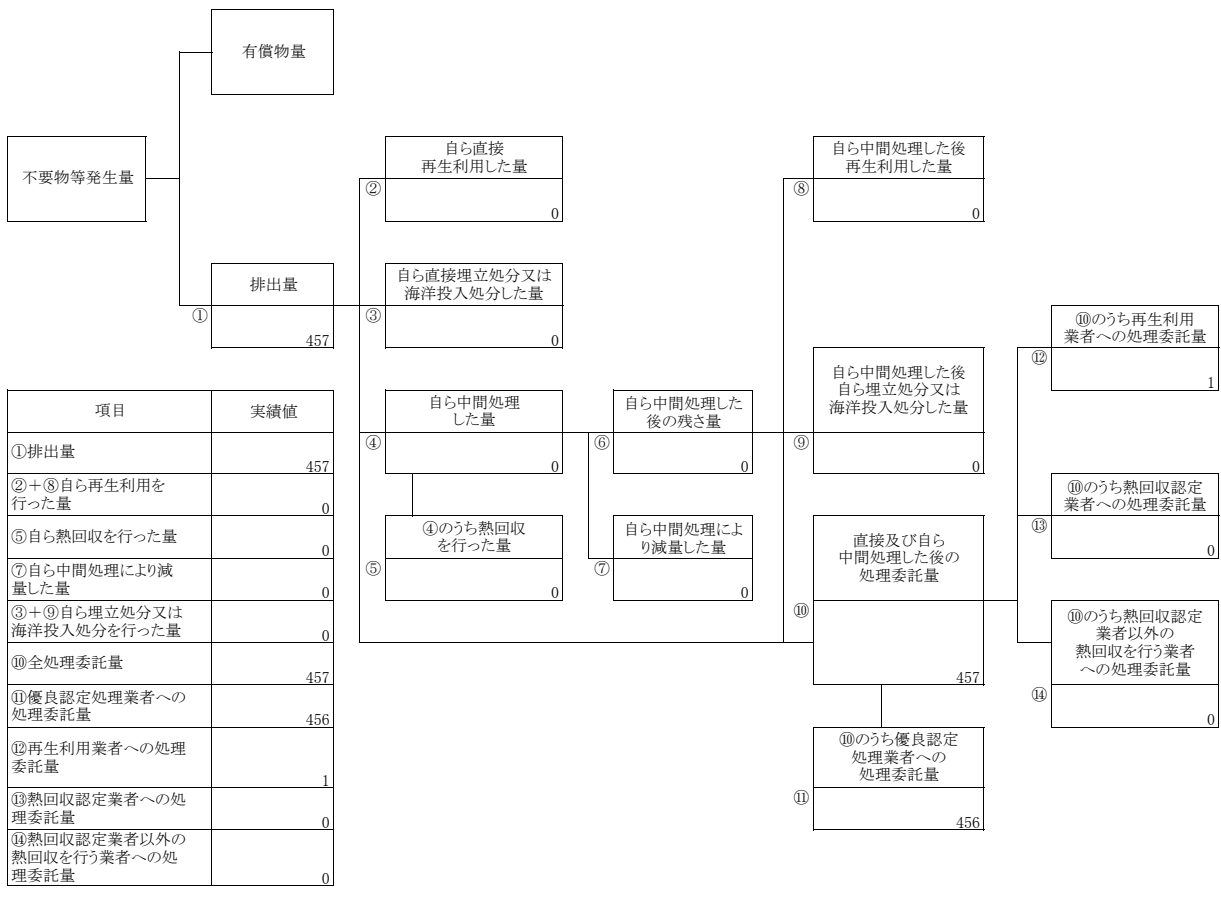 有償物量
不要物等発生量
排出量
①
457
自ら直接
再生利用した量
②
0
自ら直接埋立処分又は
海洋投入処分した量
③
0
自ら中間処理
した量
④
0
④のうち熱回収
を行った量
⑤
0
自ら中間処理した
後の残さ量
⑥
0
自ら中間処理によ
り減量した量
⑦
0
自ら中間処理した後
再生利用した量
⑧
0
自ら中間処理した後
自ら埋立処分又は
海洋投入処分した量
⑨
0
直接及び自ら
中間処理した後の
処理委託量
⑩
457
⑩のうち優良認定
処理業者への
処理委託量
⑪
456
⑩のうち再生利用
業者への処理委託量
⑫
1
⑩のうち熱回収認定
業者への処理委託量
⑬
0
⑩のうち熱回収認定
業者以外の
熱回収を行う業者
への処理委託量
⑭
0
項目 実績値
①排出量
457
②＋⑧自ら再生利用を
行った量
0
⑤自ら熱回収を行った量
0
⑦自ら中間処理により減
量した量
0
③＋⑨自ら埋立処分又は
海洋投入処分を行った量
0
⑩全処理委託量
457
⑪優良認定処理業者への
処理委託量
456
⑫再生利用業者への処理
委託量
1
⑬熱回収認定業者への処
理委託量
0
⑭熱回収認定業者以外の
熱回収を行う業者への処
理委託量
0